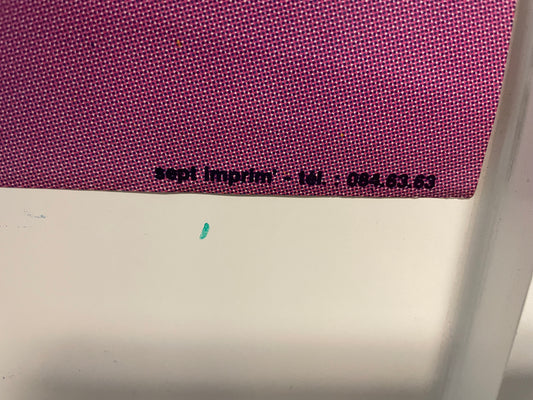 sept imprim' - tél. : 084.63.63